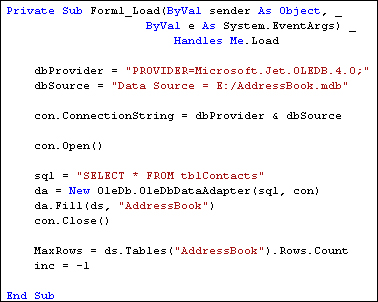 Private Sub Form1_Load(ByVal sender As Object, _
ByVal e As System.EventArgs) _
Handles Me.Load
dbProvider = "PROVIDER=Microsoft.Jet.OLEDB.4.0;"
dbSource = "Data Source = E:/AddressBook.mdb"
con.ConnectionString = dbProvider & dbSource
con.Open()
sql = "SELECT * FROM tblContacts"
da = New OleDb.OleDbDataAdapter(sql, con)
da.Fill(ds, "AddressBook")
con.Close()
MaxRows = ds.Tables("AddressBook").Rows.Count
inc = -1
End Sub